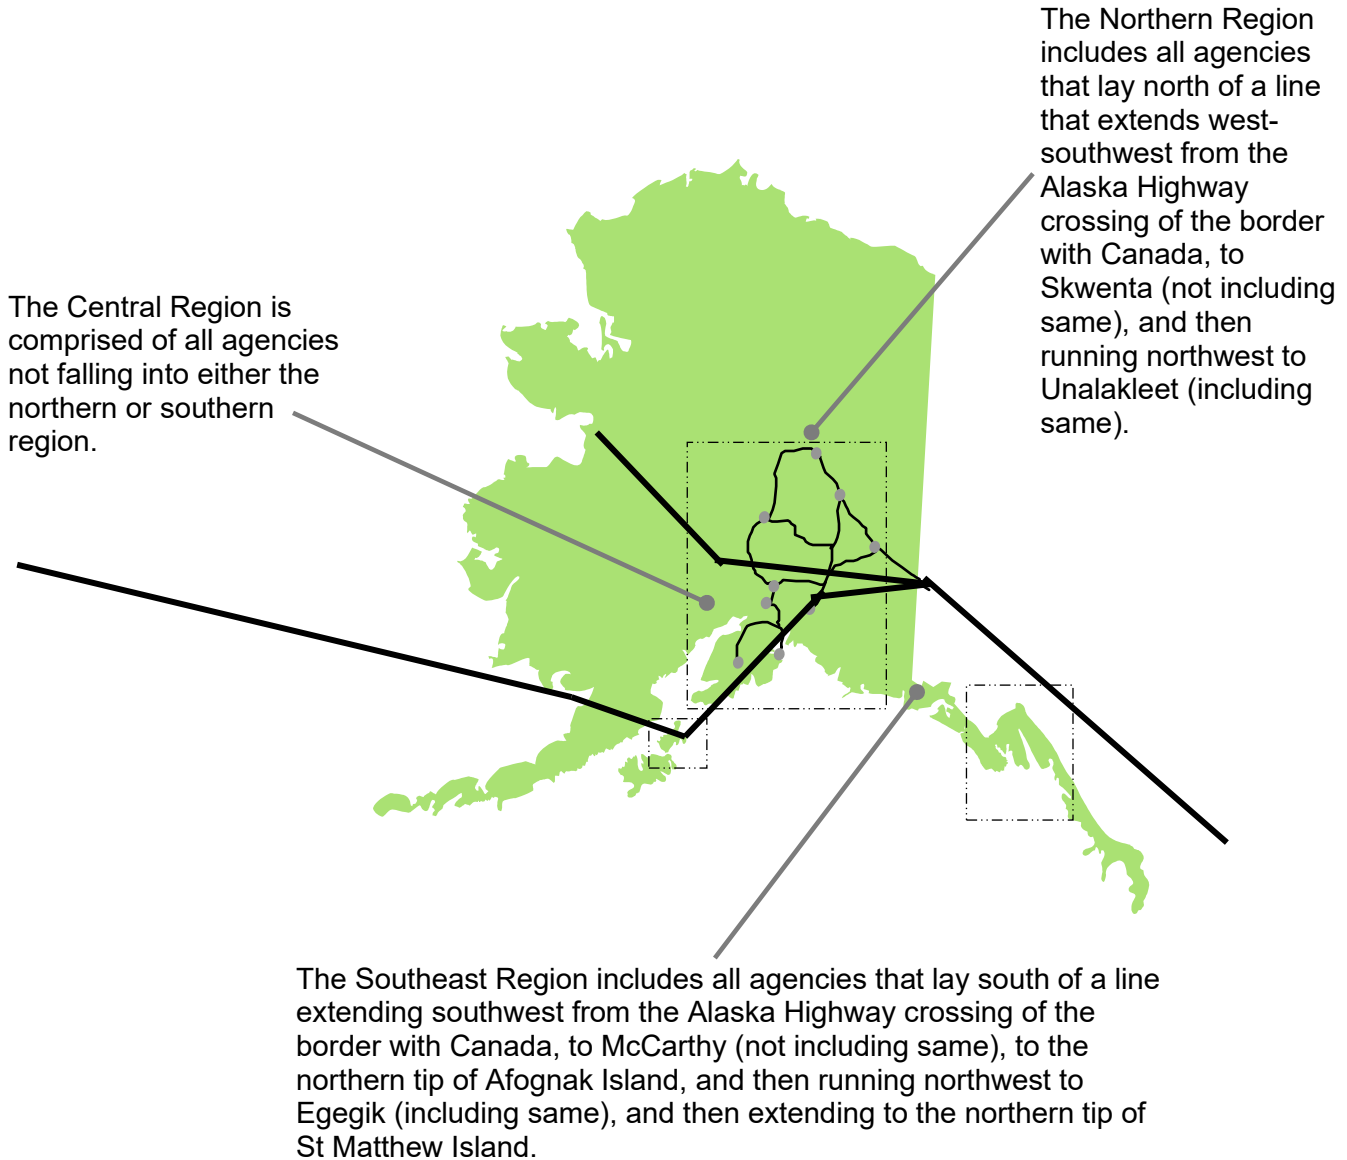 The Northern Region
includes all agencies
that lay north of a line
that extends west-
southwest from the
Alaska Highway
crossing of the border
with Canada, to
Skwenta (not including
same), and then
running northwest to
Unalakleet (including
same).
The Central Region is
comprised of all agencies
not falling into either the
northern or southern
region.
The Southeast Region includes all agencies that lay south of a line
extending southwest from the Alaska Highway crossing of the
border with Canada, to McCarthy (not including same), to the
northern tip of Afognak Island, and then running northwest to
Egegik (including same), and then extending to the northern tip of
St Matthew Island.